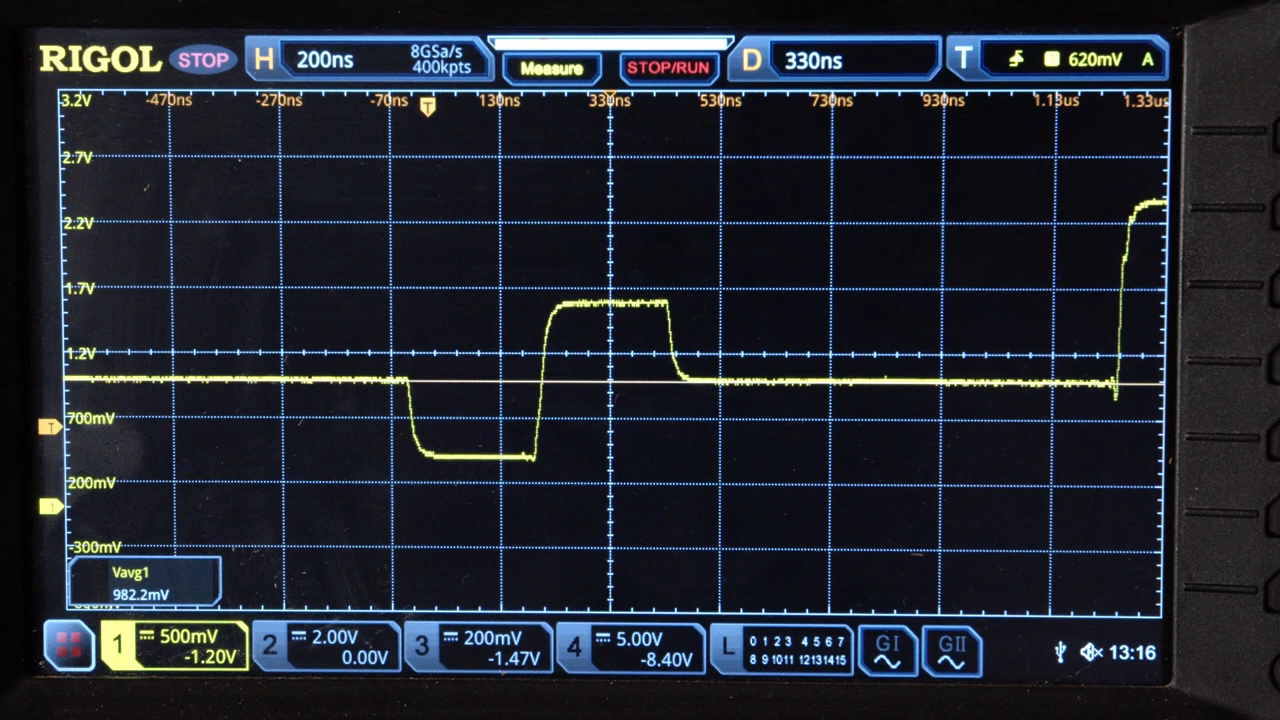 RIGOL STOP H 200ns 8GSa/s 400kpts Measure STOP/RUN D 330ns T 620mV A
3.2V -470ns -270ns -70ns T 130ns 330ns 530ns 730ns 930ns 1.13us 1.33us
2.7V
2.2V
1.7V
1.2V
700mV
T
200mV
1
-300mV
Vavg1
982.2mV
1 500mV -1.20V 2 2.00V 0.00V 3 200mV -1.47V 4 5.00V -8.40V L 0 1 2 3 4 5 6 7 8 9 10 11 12 13 14 15 GI GII 13:16